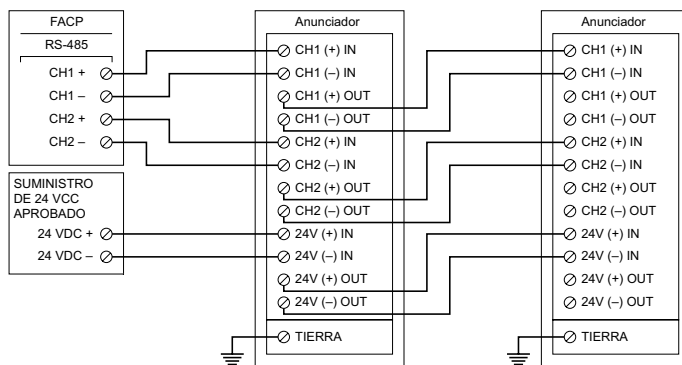 FACP
RS-485
CH1 +
CH1 –
CH2 +
CH2 –
SUMINISTRO
DE 24 VCC
APROBADO
24 VDC +
24 VDC –
Anunciador
CH1 (+) IN
CH1 (–) IN
CH1 (+) OUT
CH1 (–) OUT
CH2 (+) IN
CH2 (–) IN
CH2 (+) OUT
CH2 (–) OUT
24V (+) IN
24V (–) IN
24V (+) OUT
24V (–) OUT
TIERRA
Anunciador
CH1 (+) IN
CH1 (–) IN
CH1 (+) OUT
CH1 (–) OUT
CH2 (+) IN
CH2 (–) IN
CH2 (+) OUT
CH2 (–) OUT
24V (+) IN
24V (–) IN
24V (+) OUT
24V (–) OUT
TIERRA